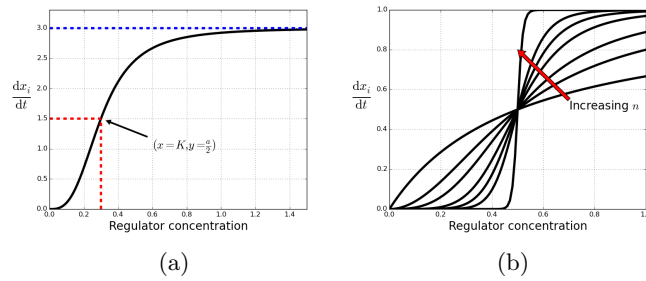 3.0
2.5
2.0
1.5
1.0
0.5
0.0
dx_i
dt
(x = K, y = a/2)
0.0 0.2 0.4 0.6 0.8 1.0 1.2 1.4
Regulator concentration
(a)
1.0
0.8
0.6
0.4
0.2
0.0
dx_i
dt
Increasing n
0.0 0.2 0.4 0.6 0.8 1.0
Regulator concentration
(b)